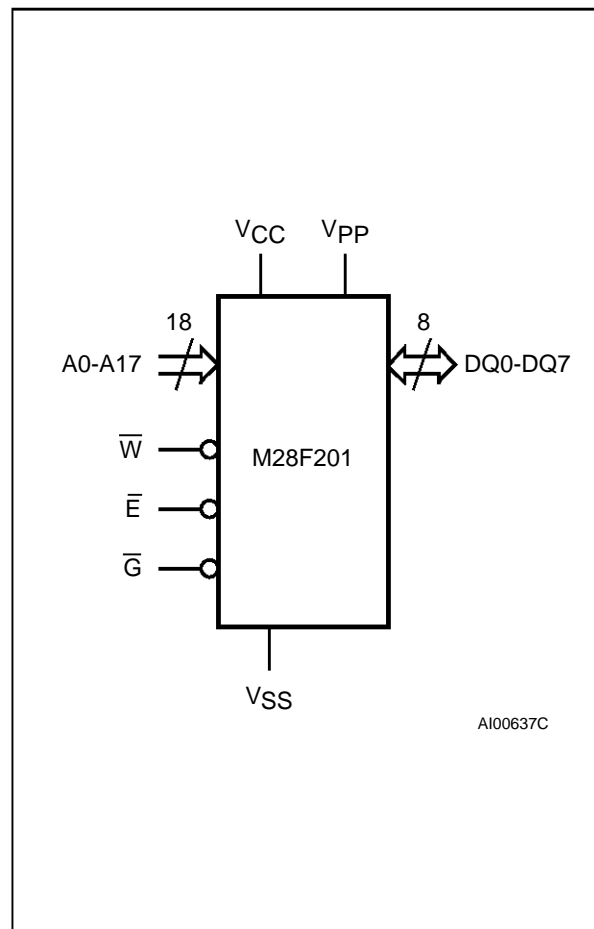 VCC VPP
18 8
A0-A17 DQ0-DQ7
W̅
M28F201
E̅
G̅
VSS
AI00637C